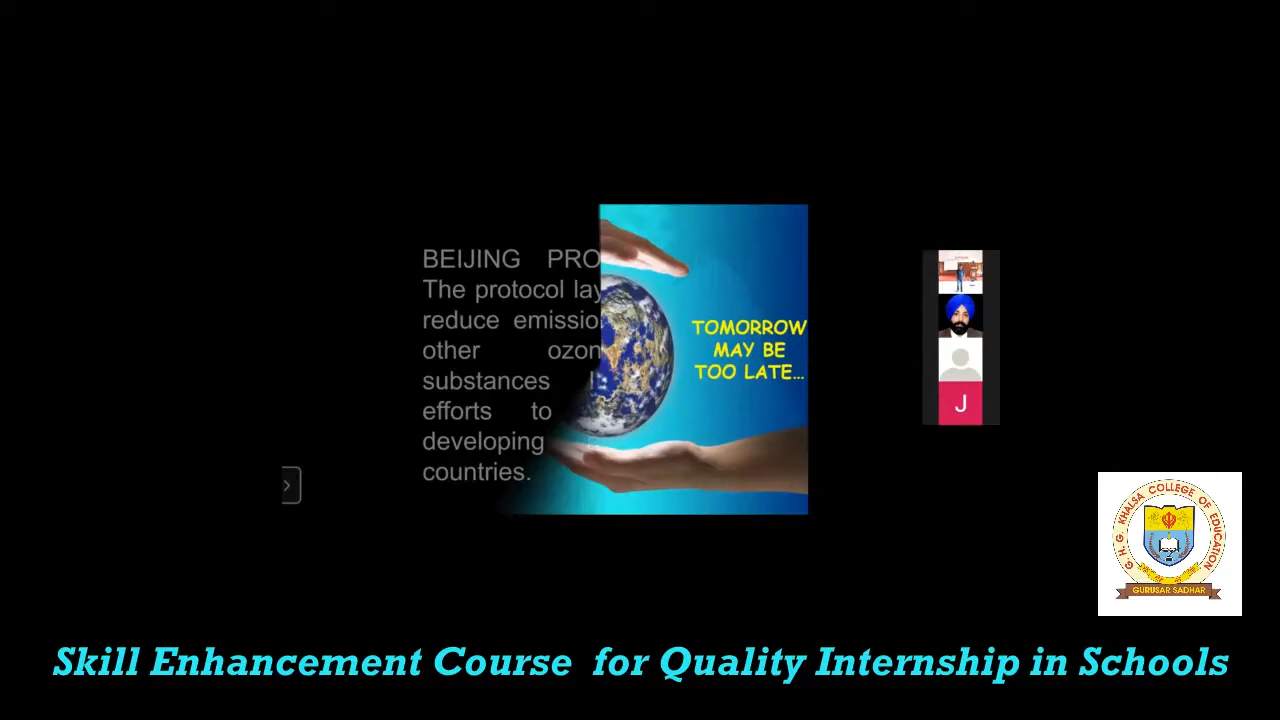 BEIJING PRO
The protocol lay
reduce emissio
other ozon
substances
efforts to
developing
countries.
TOMORROW
MAY BE
TOO LATE...
J
G. H. G. KHALSA COLLEGE OF EDUCATION
GURUSAR SADHAR
Skill Enhancement Course for Quality Internship in Schools